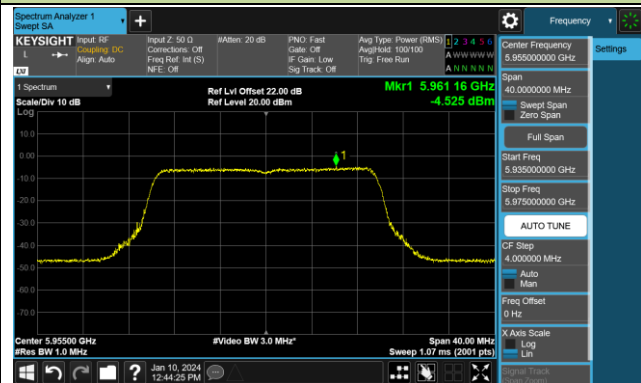 Spectrum Analyzer 1
Swept SA
Frequency
KEYSIGHT
Input: RF
Coupling: DC
Align: Auto
Input Z: 50 Ω
Corrections: Off
Freq Ref: Int (S)
NFE: Off
#Atten: 20 dB
PNO: Fast
Gate: Off
IF Gain: Low
Sig Track: Off
Avg Type: Power (RMS)
Avg|Hold: 100/100
Trig: Free Run
1 2 3 4 5 6
A W W W W W
A N N N N N
L
LXI
1 Spectrum
Scale/Div 10 dB
Log
Ref Lvl Offset 22.00 dB
Ref Level 20.00 dBm
Mkr1 5.961 16 GHz
-4.525 dBm
10.0
0.00
-10.0
-20.0
-30.0
-40.0
-50.0
-60.0
-70.0
1
Center 5.95500 GHz
#Res BW 1.0 MHz
#Video BW 3.0 MHz*
Span 40.00 MHz
Sweep 1.07 ms (2001 pts)
Jan 10, 2024
12:44:25 PM
Center Frequency
5.955000000 GHz
Settings
Span
40.0000000 MHz
Swept Span
Zero Span
Full Span
Start Freq
5.935000000 GHz
Stop Freq
5.975000000 GHz
AUTO TUNE
CF Step
4.000000 MHz
Auto
Man
Freq Offset
0 Hz
X Axis Scale
Log
Lin
Signal Track
(Span Zoom)